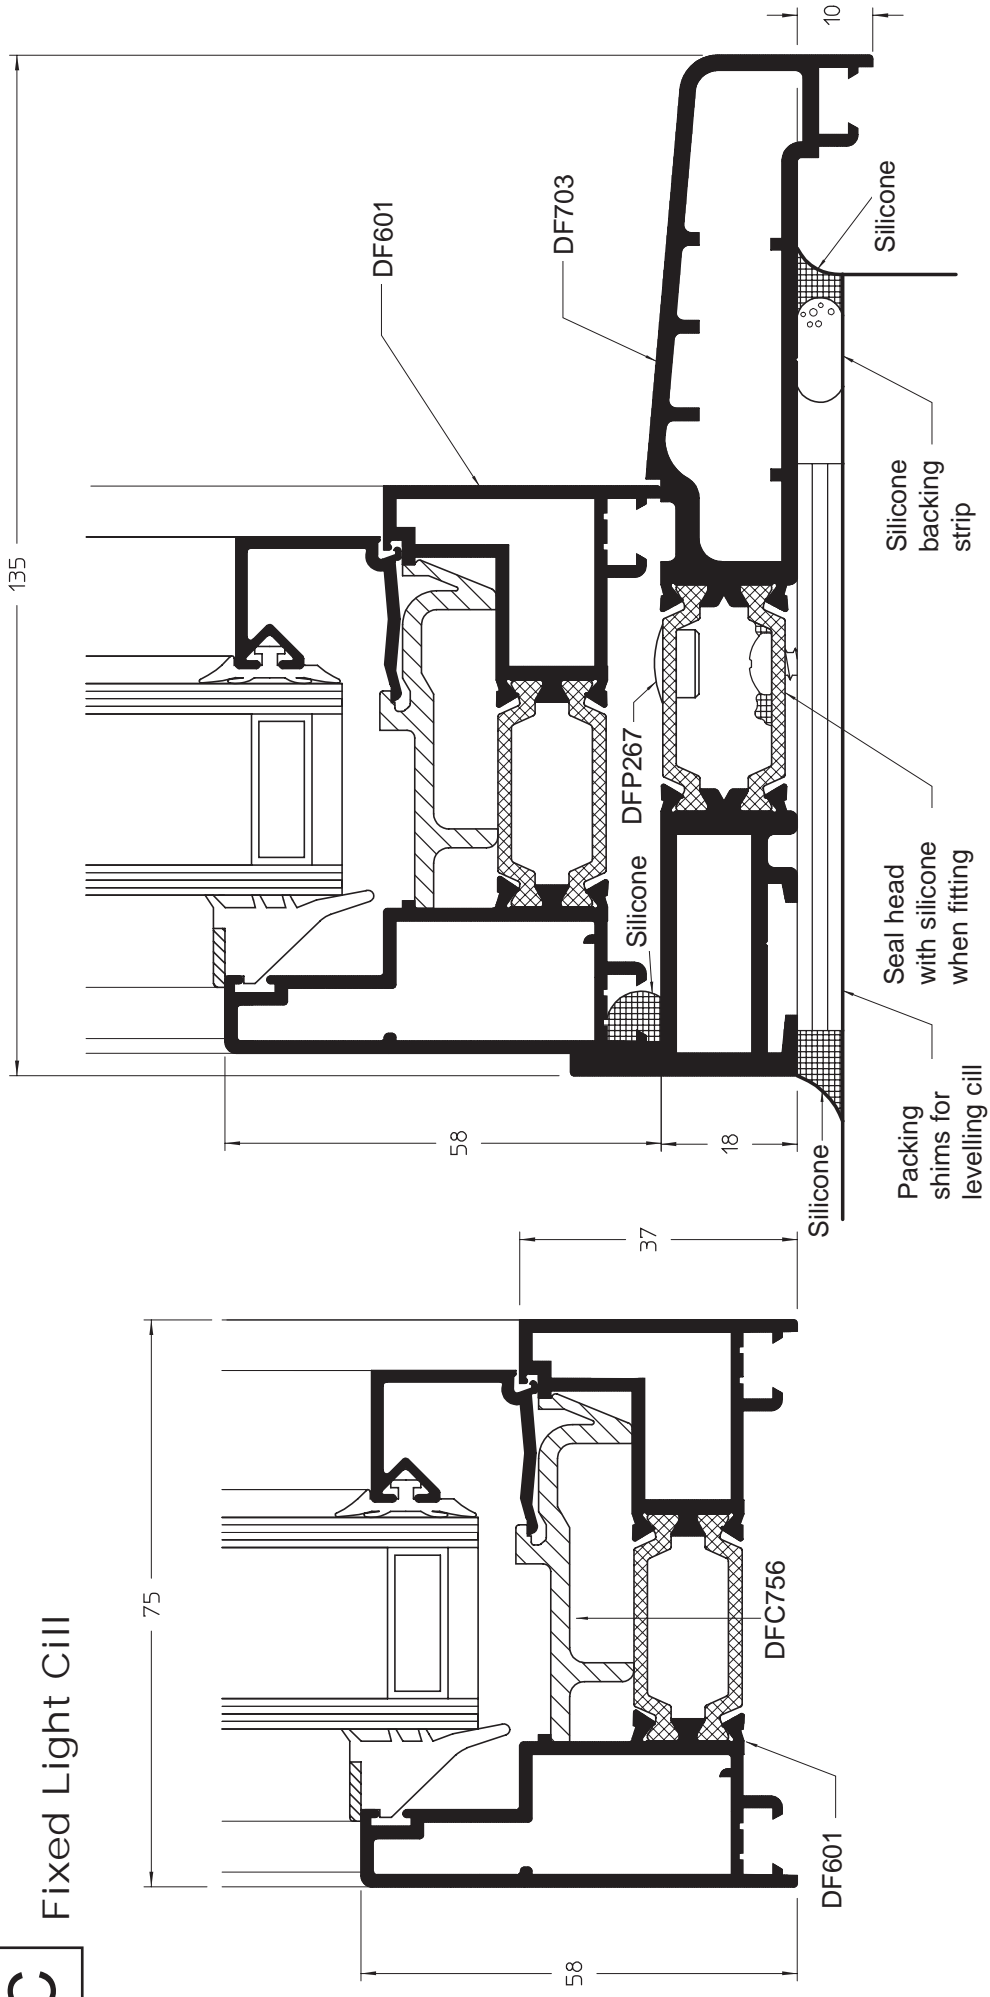 C
Fixed Light Cill
75
58
37
DFC756
DF601
135
58
18
10
DF601
DF703
DFP267
Silicone
Silicone
Silicone
Packing
shims for
levelling cill
Seal head
with silicone
when fitting
Silicone
backing
strip